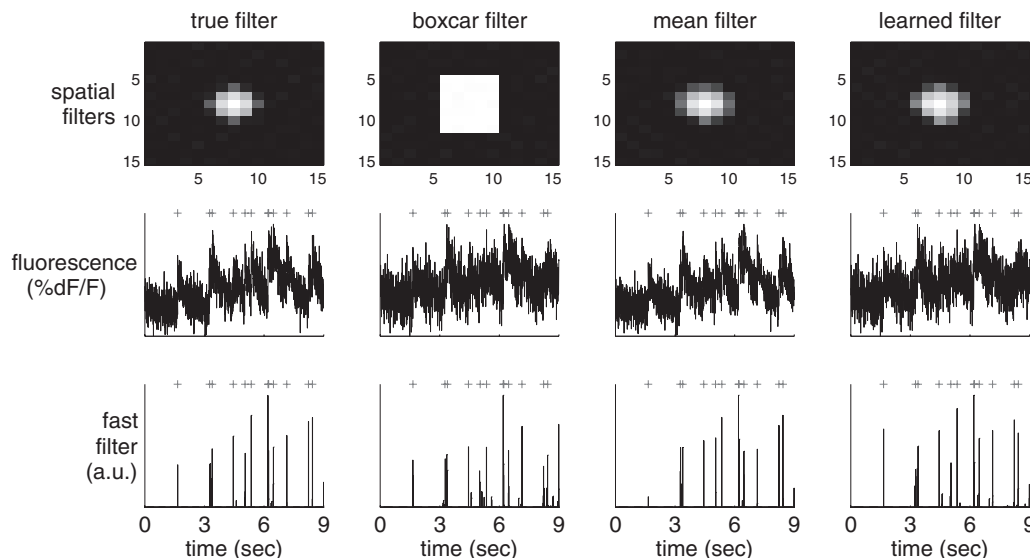 true filter boxcar filter mean filter learned filter
spatial
filters
5
10
15
5 10 15
5
10
15
5 10 15
5
10
15
5 10 15
5
10
15
5 10 15
fluorescence
(%dF/F)
fast
filter
(a.u.)
0 3 6 9 0 3 6 9 0 3 6 9 0 3 6 9
time (sec) time (sec) time (sec) time (sec)